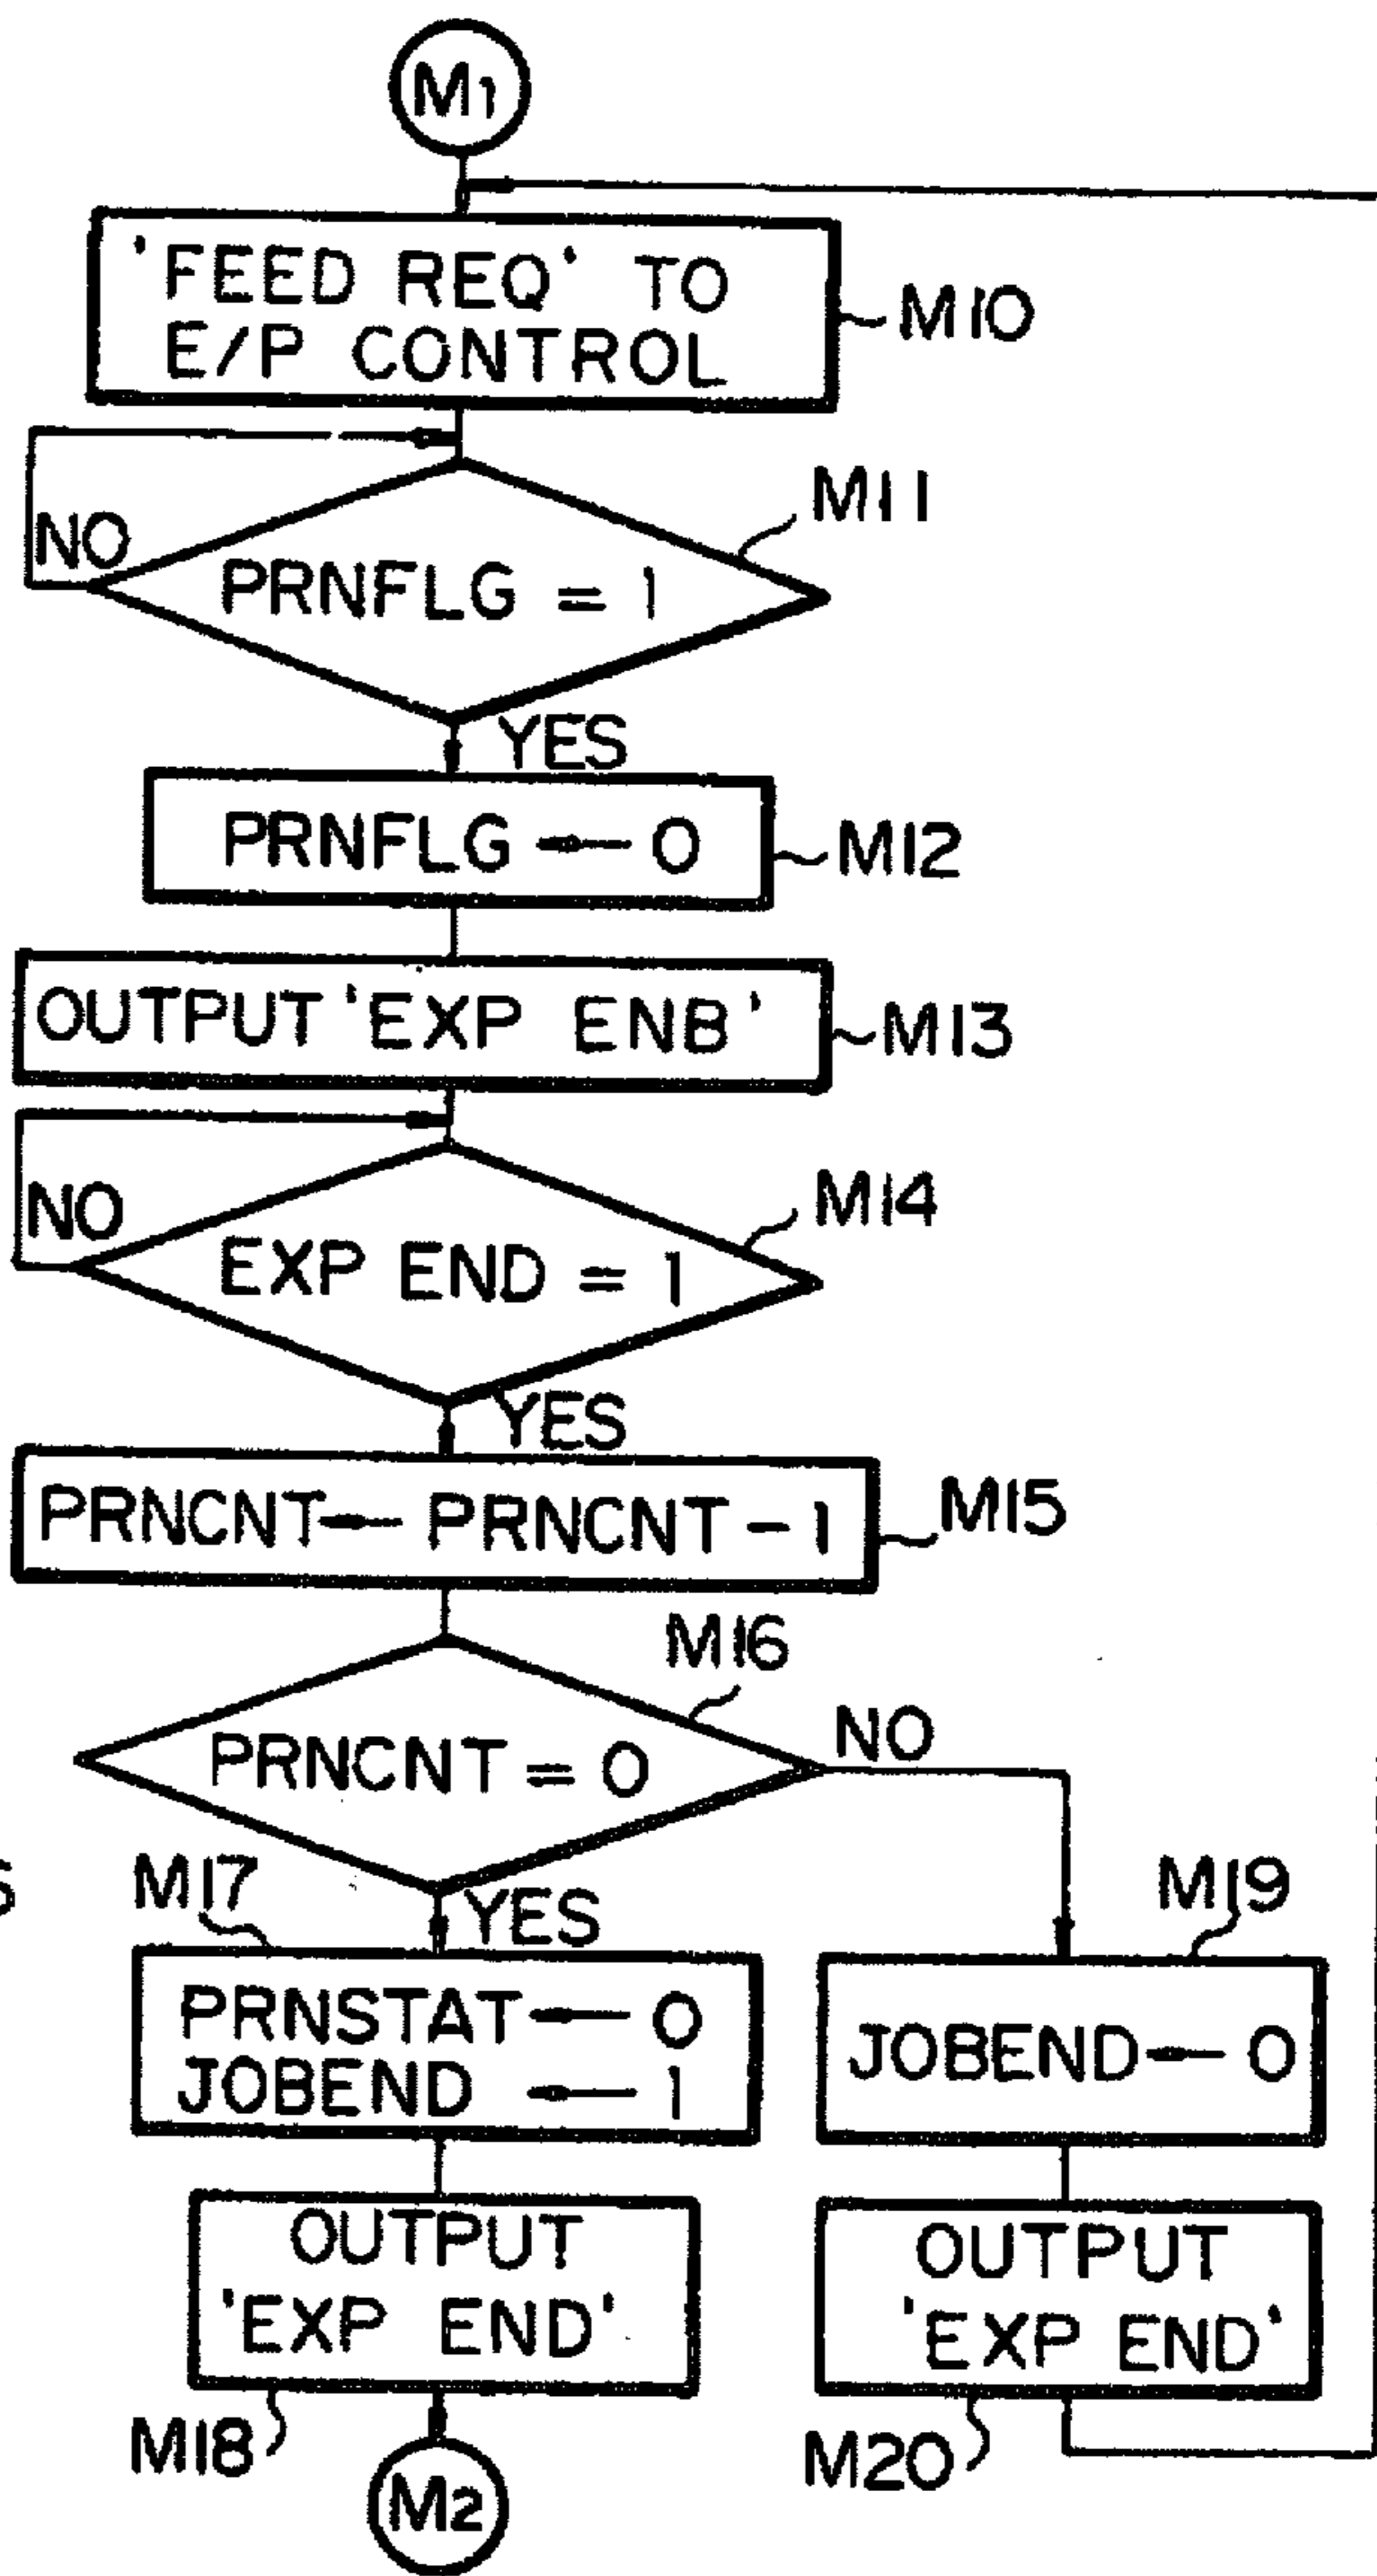 M1
'FEED REQ' TO
E/P CONTROL
M10
M11
NO
PRNFLG = 1
YES
PRNFLG ← 0
M12
OUTPUT 'EXP ENB'
M13
NO
M14
EXP END = 1
YES
PRNCNT ← PRNCNT - 1
M15
M16
NO
PRNCNT = 0
S
M17
YES
M19
PRNSTAT ← 0
JOBEND ← 1
JOBEND ← 0
OUTPUT
'EXP END'
OUTPUT
'EXP END'
M18
M20
M2